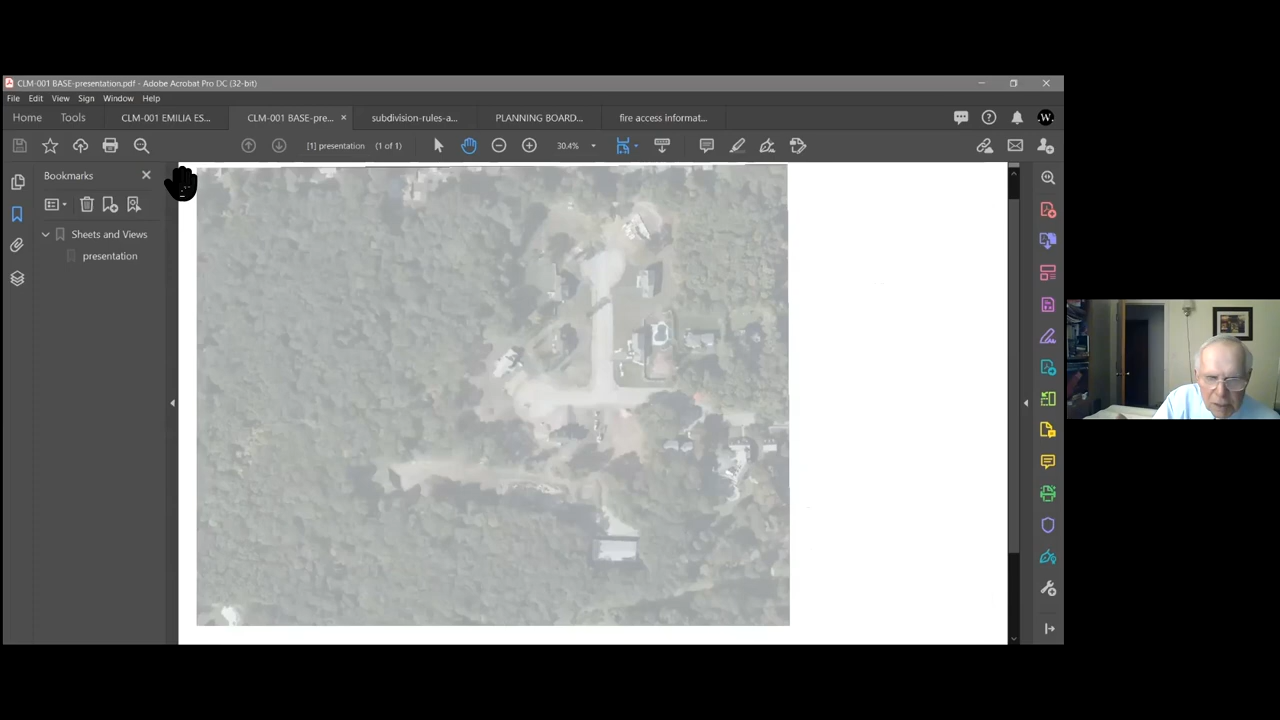 CLM-001 BASE-presentation.pdf - Adobe Acrobat Pro DC (32-bit)
File Edit View Sign Window Help
Home Tools CLM-001 EMILIA ES... CLM-001 BASE-pre... subdivision-rules-a... PLANNING BOARD... fire access informat...
[1] presentation (1 of 1) 30.4%
Bookmarks
Sheets and Views
presentation